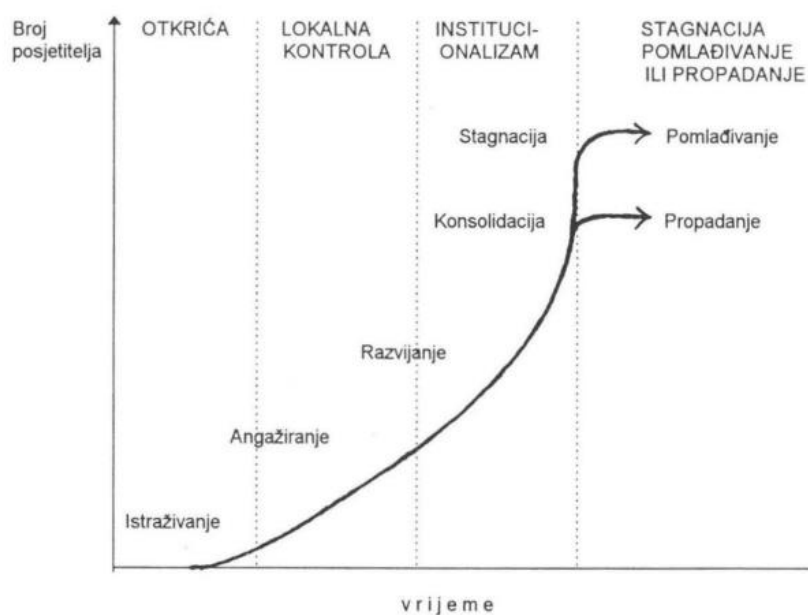 Broj
posjetitelja
OTKRIĆA
LOKALNA
KONTROLA
INSTITUCI-
ONALIZAM
STAGNACIJA
POMLAĐIVANJE
ILI PROPADANJE
Stagnacija
Pomlađivanje
Konsolidacija
Propadanje
Razvijanje
Angažiranje
Istraživanje
vrijeme